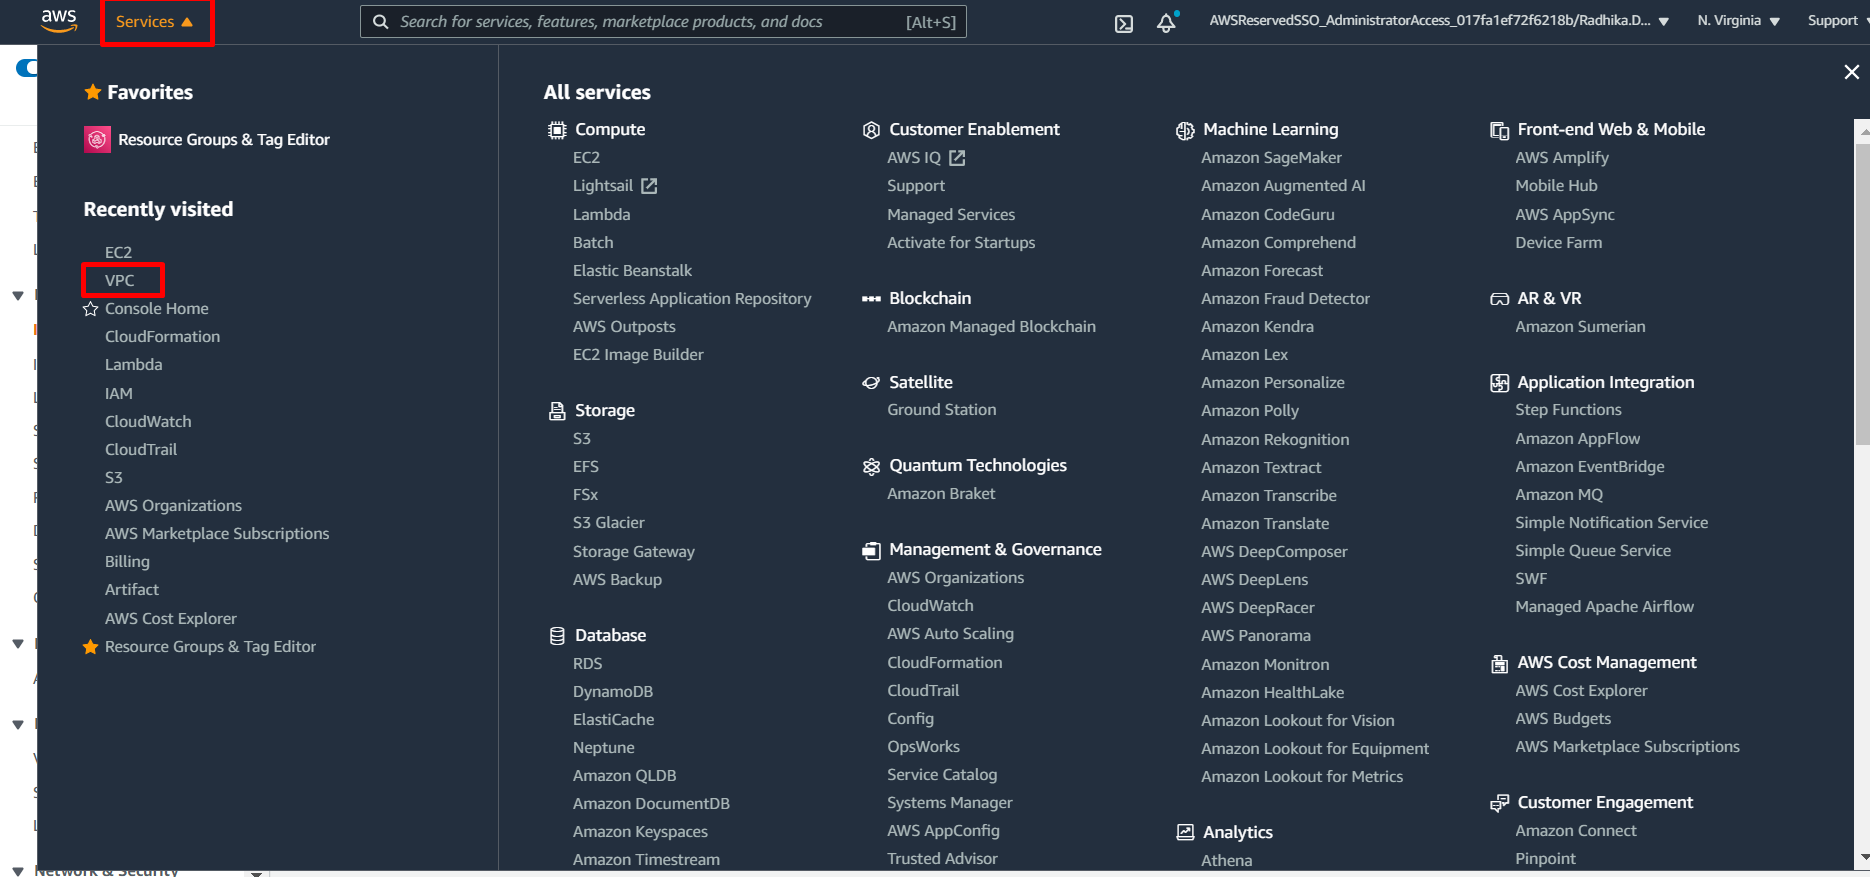 aws
Services ▲
Search for services, features, marketplace products, and docs [Alt+S]
AWSReservedSSO_AdministratorAccess_017fa1ef72f6218b/Radhika.D... ▼
N. Virginia ▼
Support
Favorites
Resource Groups & Tag Editor
Recently visited
EC2
VPC
Console Home
CloudFormation
Lambda
IAM
CloudWatch
CloudTrail
S3
AWS Organizations
AWS Marketplace Subscriptions
Billing
Artifact
AWS Cost Explorer
Resource Groups & Tag Editor
All services
Compute
EC2
Lightsail
Lambda
Batch
Elastic Beanstalk
Serverless Application Repository
AWS Outposts
EC2 Image Builder
Storage
S3
EFS
FSx
S3 Glacier
Storage Gateway
AWS Backup
Database
RDS
DynamoDB
ElastiCache
Neptune
Amazon QLDB
Amazon DocumentDB
Amazon Keyspaces
Amazon Timestream
Customer Enablement
AWS IQ
Support
Managed Services
Activate for Startups
Blockchain
Amazon Managed Blockchain
Satellite
Ground Station
Quantum Technologies
Amazon Braket
Management & Governance
AWS Organizations
CloudWatch
AWS Auto Scaling
CloudFormation
CloudTrail
Config
OpsWorks
Service Catalog
Systems Manager
AWS AppConfig
Trusted Advisor
Machine Learning
Amazon SageMaker
Amazon Augmented AI
Amazon CodeGuru
Amazon Comprehend
Amazon Forecast
Amazon Fraud Detector
Amazon Kendra
Amazon Lex
Amazon Personalize
Amazon Polly
Amazon Rekognition
Amazon Textract
Amazon Transcribe
Amazon Translate
AWS DeepComposer
AWS DeepLens
AWS DeepRacer
AWS Panorama
Amazon Monitron
Amazon HealthLake
Amazon Lookout for Vision
Amazon Lookout for Equipment
Amazon Lookout for Metrics
Analytics
Athena
Front-end Web & Mobile
AWS Amplify
Mobile Hub
AWS AppSync
Device Farm
AR & VR
Amazon Sumerian
Application Integration
Step Functions
Amazon AppFlow
Amazon EventBridge
Amazon MQ
Simple Notification Service
Simple Queue Service
SWF
Managed Apache Airflow
AWS Cost Management
AWS Cost Explorer
AWS Budgets
AWS Marketplace Subscriptions
Customer Engagement
Amazon Connect
Pinpoint
Network & Security